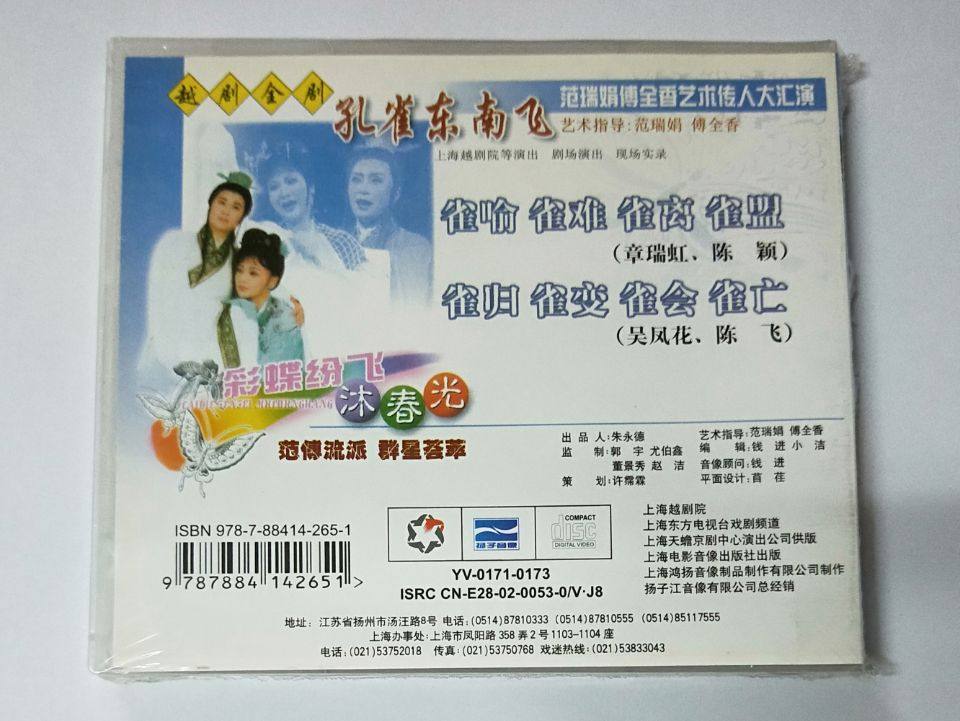 越剧全剧
范瑞娟傅全香艺术传人大汇演
孔雀东南飞
艺术指导:范瑞娟 傅全香
上海越剧院等演出 剧场演出 现场实录
雀喻 雀难 雀离 雀盟
(章瑞虹、陈 颖)
雀归 雀变 雀会 雀亡
(吴凤花、陈 飞)
彩蝶纷飞
沐春光
范傅流派 群星荟萃
出 品 人:朱永德
监 制:郭 宇 尤伯鑫
董景秀 赵 洁
策 划:许霈霖
艺术指导:范瑞娟 傅全香
编 辑:钱 进 小 洁
音像顾问:钱 进
平面设计:苜 荏
ISBN 978-7-88414-265-1
9 787884 142651 >
扬子音像
COMPACT
disc
DIGITAL VIDEO
YV-0171-0173
ISRC CN-E28-02-0053-0/V·J8
上海越剧院
上海东方电视台戏剧频道
上海天蟾京剧中心演出公司供版
上海电影音像出版社出版
上海鸿扬音像制品制作有限公司制作
扬子江音像有限公司总经销
地址: 江苏省扬州市汤汪路8号 电话:(0514)87810333 (0514)87810555 (0514)85117555
上海办事处:上海市凤阳路 358 弄 2 号 1103-1104 座
电话:(021)53752018 传真:(021)53750768 戏迷热线:(021)53833043